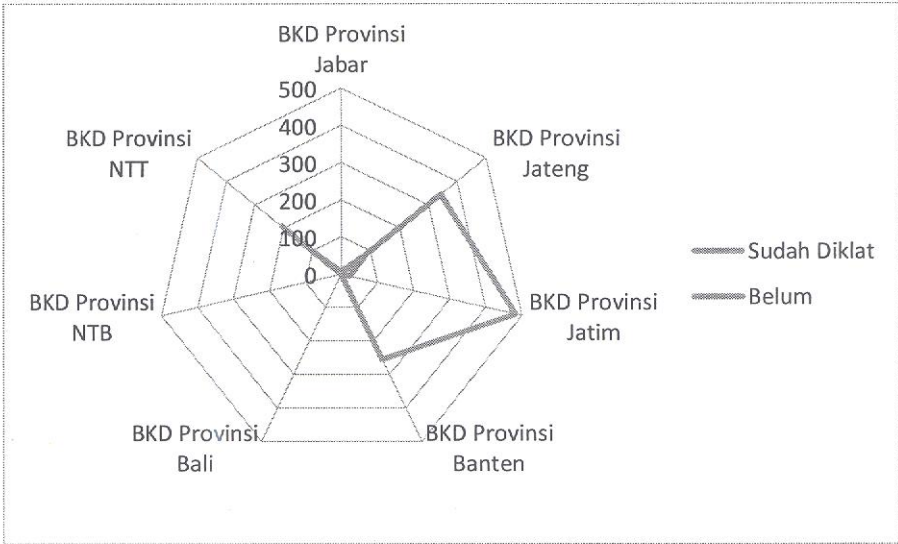 BKD Provinsi
Jabar
500
400
300
200
100
0
BKD Provinsi
Jateng
BKD Provinsi
Jatim
BKD Provinsi
Banten
BKD Provinsi
Bali
BKD Provinsi
NTB
BKD Provinsi
NTT
Sudah Diklat
Belum